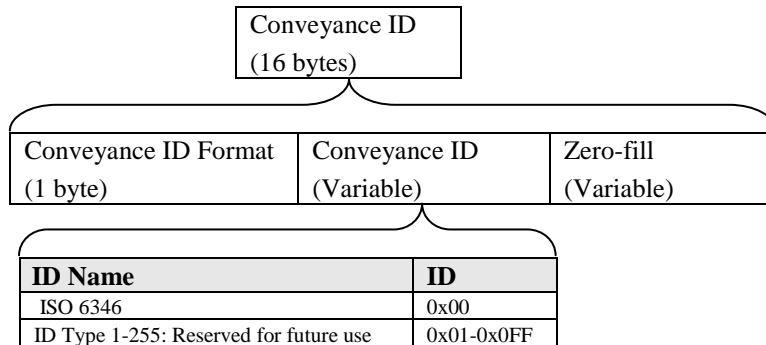 Conveyance ID
(16 bytes)
Conveyance ID Format
(1 byte)
Conveyance ID
(Variable)
Zero-fill
(Variable)
ID Name ID
ISO 6346 0x00
ID Type 1-255: Reserved for future use 0x01-0x0FF